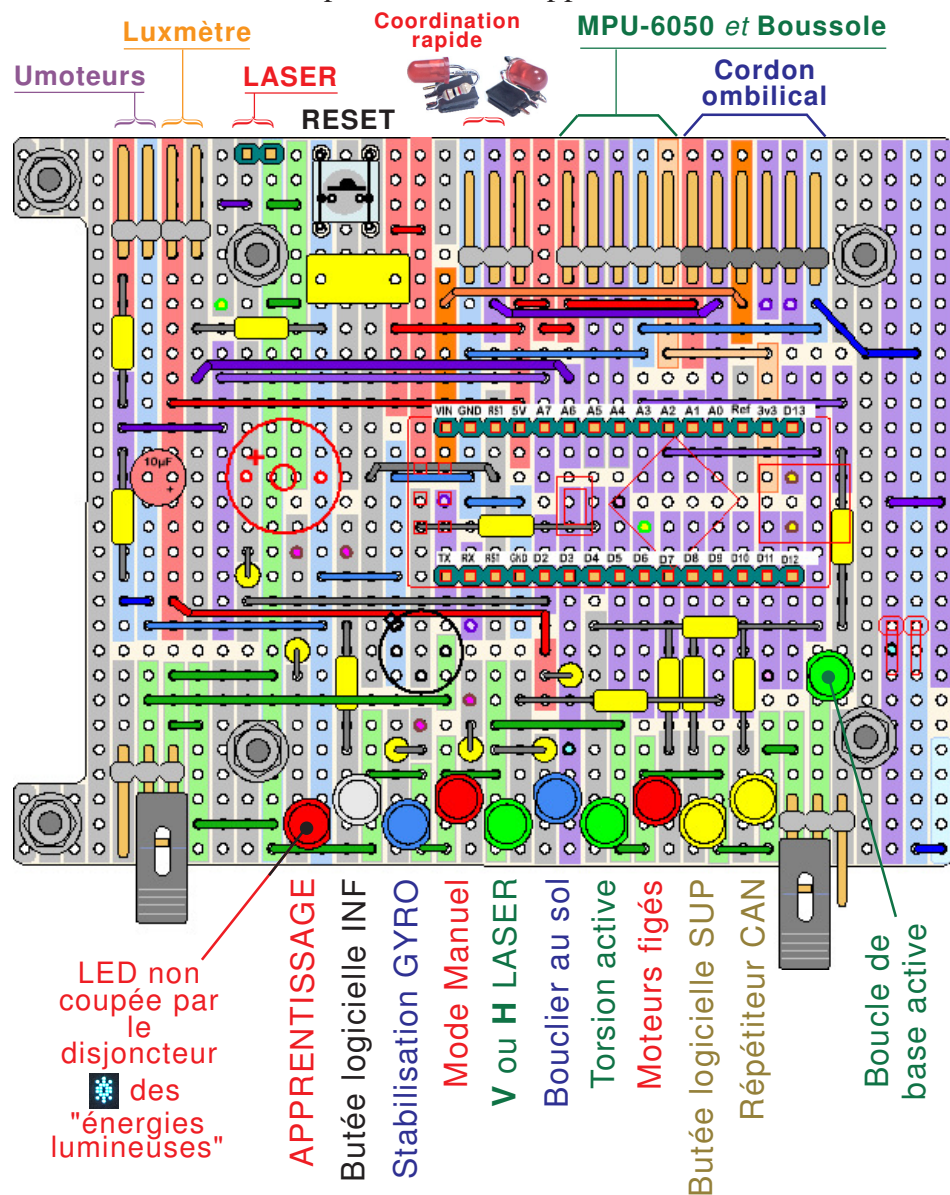 Coordination
rapide
MPU-6050 et Boussole
Luxmètre
Umoteurs
LASER
Cordon
ombilical
RESET
VIN GND RST 5V A7 A6 A5 A4 A3 A2 A1 A0 Ref 3v3 D13
10µF
+
+
TX RX RST GND D2 D3 D4 D5 D6 D7 D8 D9 D10 D11 D12
LED non
coupée par
le
disjoncteur
des
"énergies
lumineuses"
APPRENTISSAGE
Butée logicielle INF
Stabilisation GYRO
Mode Manuel
V ou H LASER
Bouclier au sol
Torsion active
Moteurs figés
Butée logicielle SUP
Répétiteur CAN
Boucle de
base active